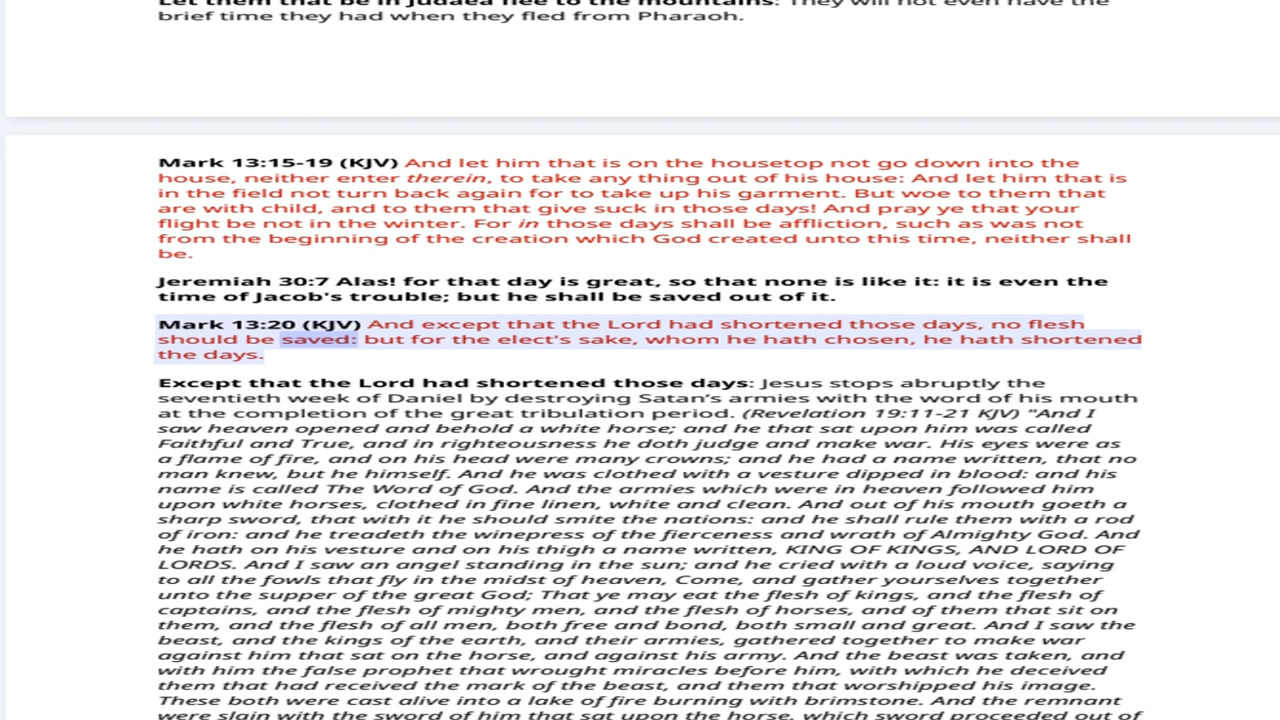 Let them that be in Judaea flee to the mountains: They will not even have the
brief time they had when they fled from Pharaoh.
Mark 13:15-19 (KJV) And let him that is on the housetop not go down into the
house, neither enter therein, to take any thing out of his house: And let him that is
in the field not turn back again for to take up his garment. But woe to them that
are with child, and to them that give suck in those days! And pray ye that your
flight be not in the winter. For in those days shall be affliction, such as was not
from the beginning of the creation which God created unto this time, neither shall
be.
Jeremiah 30:7 Alas! for that day is great, so that none is like it: it is even the
time of Jacob's trouble; but he shall be saved out of it.
Mark 13:20 (KJV) And except that the Lord had shortened those days, no flesh
should be saved: but for the elect's sake, whom he hath chosen, he hath shortened
the days.
Except that the Lord had shortened those days: Jesus stops abruptly the
seventieth week of Daniel by destroying Satan’s armies with the word of his mouth
at the completion of the great tribulation period. (Revelation 19:11-21 KJV) "And I
saw heaven opened and behold a white horse; and he that sat upon him was called
Faithful and True, and in righteousness he doth judge and make war. His eyes were as
a flame of fire, and on his head were many crowns; and he had a name written, that no
man knew, but he himself. And he was clothed with a vesture dipped in blood: and his
name is called The Word of God. And the armies which were in heaven followed him
upon white horses, clothed in fine linen, white and clean. And out of his mouth goeth a
sharp sword, that with it he should smite the nations: and he shall rule them with a rod
of iron: and he treadeth the winepress of the fierceness and wrath of Almighty God. And
he hath on his vesture and on his thigh a name written, KING OF KINGS, AND LORD OF
LORDS. And I saw an angel standing in the sun; and he cried with a loud voice, saying
to all the fowls that fly in the midst of heaven, Come, and gather yourselves together
unto the supper of the great God; That ye may eat the flesh of kings, and the flesh of
captains, and the flesh of mighty men, and the flesh of horses, and of them that sit on
them, and the flesh of all men, both free and bond, both small and great. And I saw the
beast, and the kings of the earth, and their armies, gathered together to make war
against him that sat on the horse, and against his army. And the beast was taken, and
with him the false prophet that wrought miracles before him, with which he deceived
them that had received the mark of the beast, and them that worshipped his image.
These both were cast alive into a lake of fire burning with brimstone. And the remnant
were slain with the sword of him that sat upon the horse, which sword proceeded out of